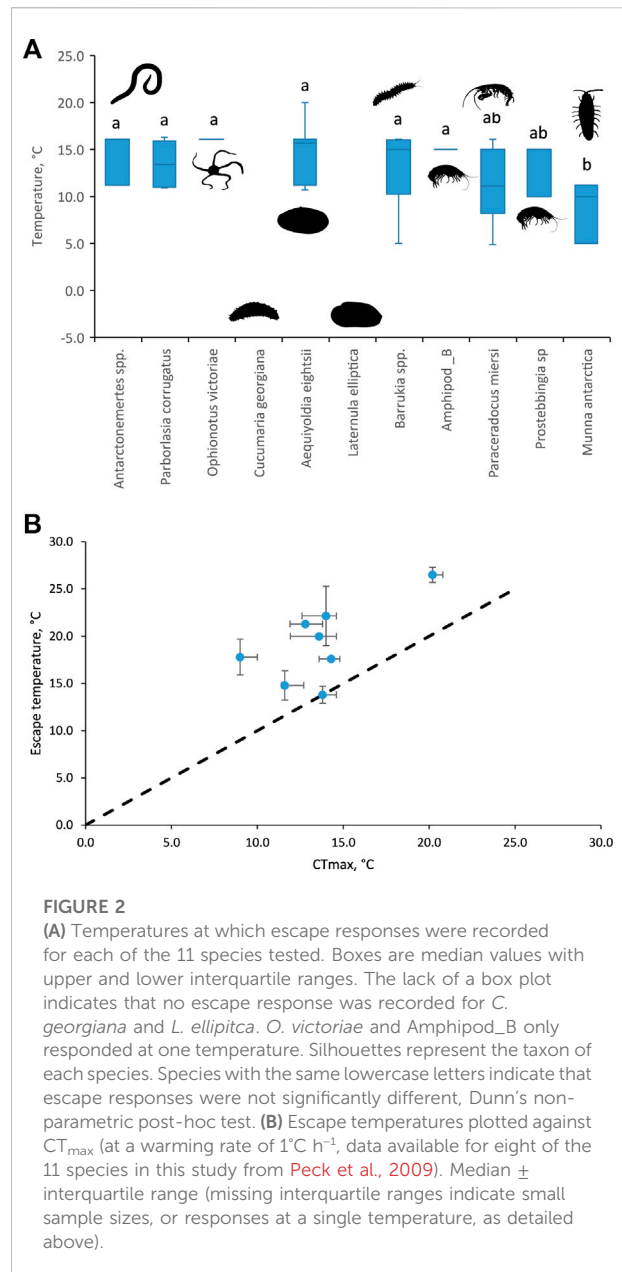 A
25.0
a
20.0
a
a
a
a
a
ab
ab
15.0
b
10.0
5.0
0.0
-5.0
Temperature, °C
Antarctonemertes spp.
Parborlasia corrugatus
Ophionotus victoriae
Cucumaria georgiana
Aequiyoldia eightsii
Laternula elliptica
Barrukia spp.
Amphipod _B
Paraceradocus miersi
Prostebbingia sp
Munna antarctica
B
30.0
25.0
20.0
15.0
10.0
5.0
0.0
Escape temperature, °C
0.0 5.0 10.0 15.0 20.0 25.0 30.0
CTmax, °C
FIGURE 2
(A) Temperatures at which escape responses were recorded
for each of the 11 species tested. Boxes are median values with
upper and lower interquartile ranges. The lack of a box plot
indicates that no escape response was recorded for C.
georgiana and L. ellipitca. O. victoriae and Amphipod_B only
responded at one temperature. Silhouettes represent the taxon of
each species. Species with the same lowercase letters indicate that
escape responses were not significantly different, Dunn's non-
parametric post-hoc test. (B) Escape temperatures plotted against
CTmax (at a warming rate of 1°C h⁻¹, data available for eight of the
11 species in this study from Peck et al., 2009). Median ±
interquartile range (missing interquartile ranges indicate small
sample sizes, or responses at a single temperature, as detailed
above).